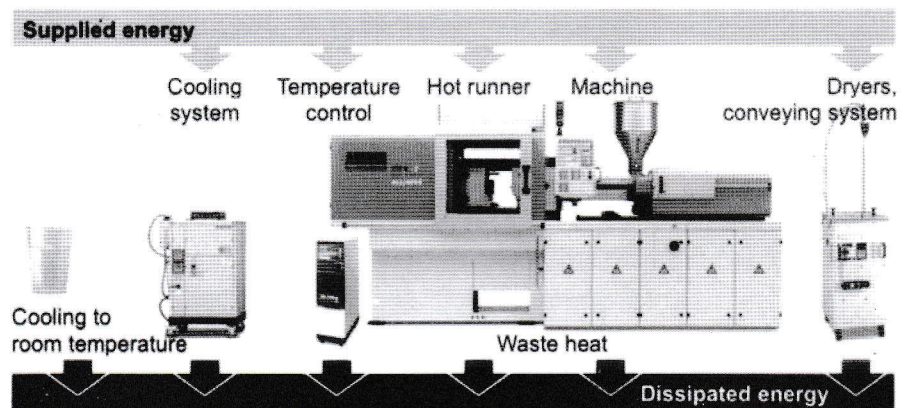 Supplied energy
Cooling system
Temperature control
Hot runner
Machine
Dryers, conveying system
Cooling to room temperature
Waste heat
Dissipated energy